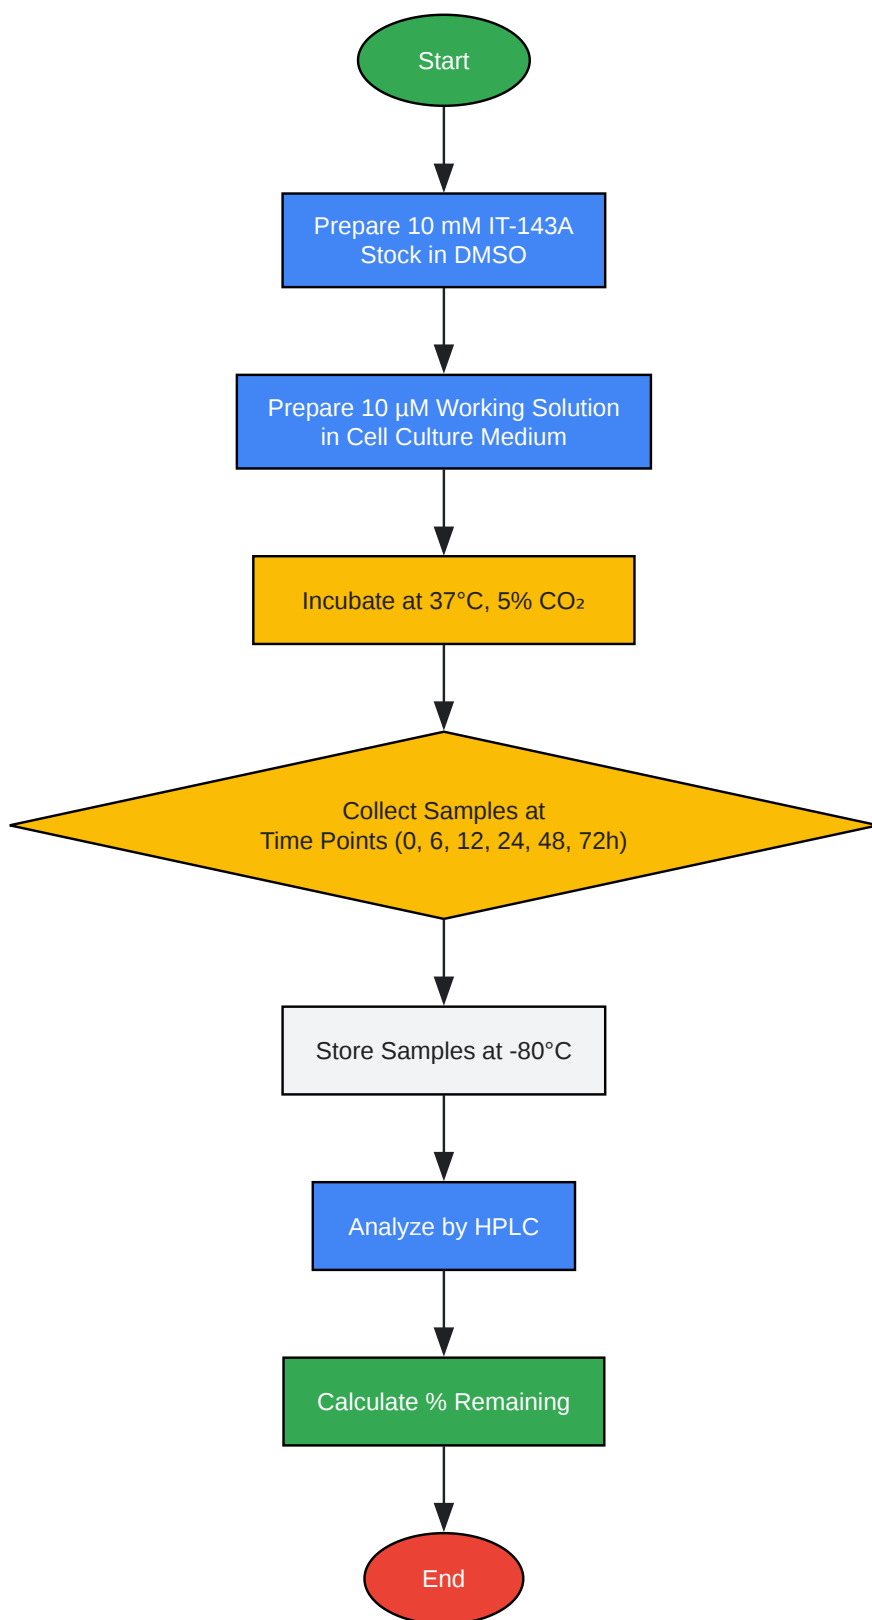 Start
Prepare 10 mM IT-143A
Stock in DMSO
Prepare 10 µM Working Solution
in Cell Culture Medium
Incubate at 37°C, 5% CO₂
Collect Samples at
Time Points (0, 6, 12, 24, 48, 72h)
Store Samples at -80°C
Analyze by HPLC
Calculate % Remaining
End